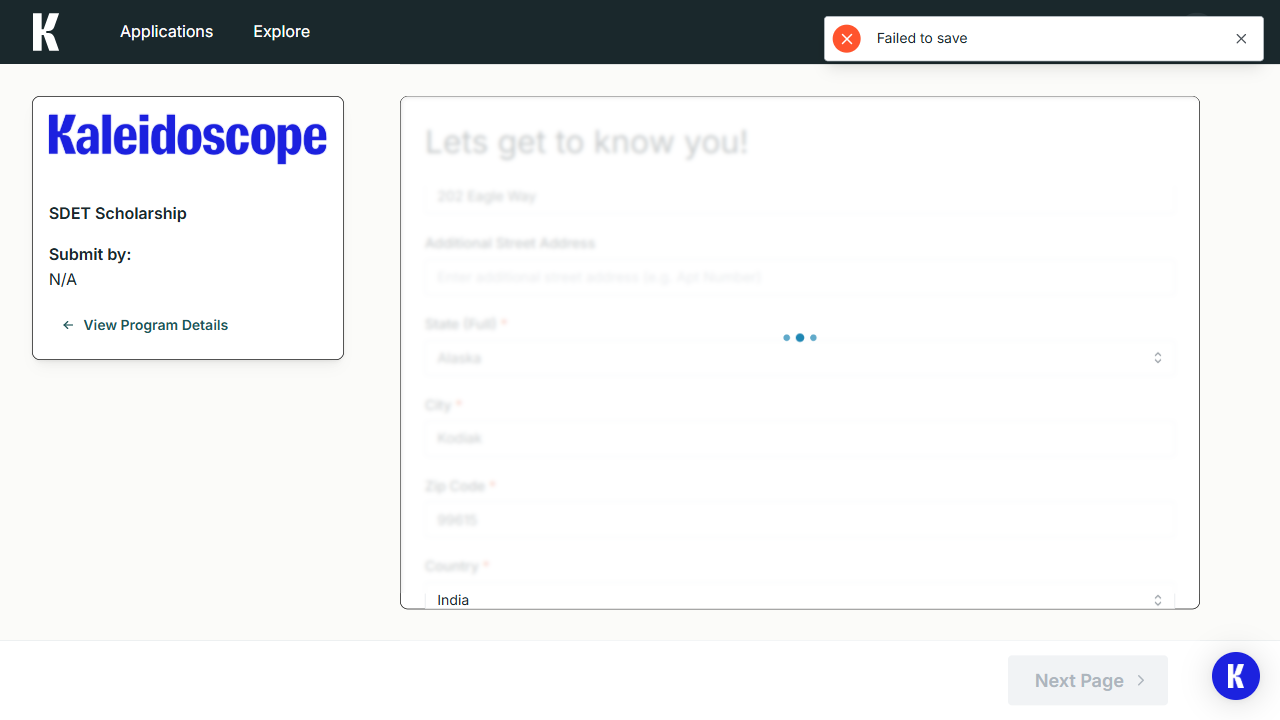 K
Applications
Explore
Failed to save
Kaleidoscope
SDET Scholarship
Submit by:
N/A
← View Program Details
Lets get to know you!
202 Eagle Way
Additional Street Address
Enter additional street address (e.g. Apt Number)
State (Full) *
Alaska
City *
Kodiak
Zip Code *
99615
Country *
India
Next Page
K